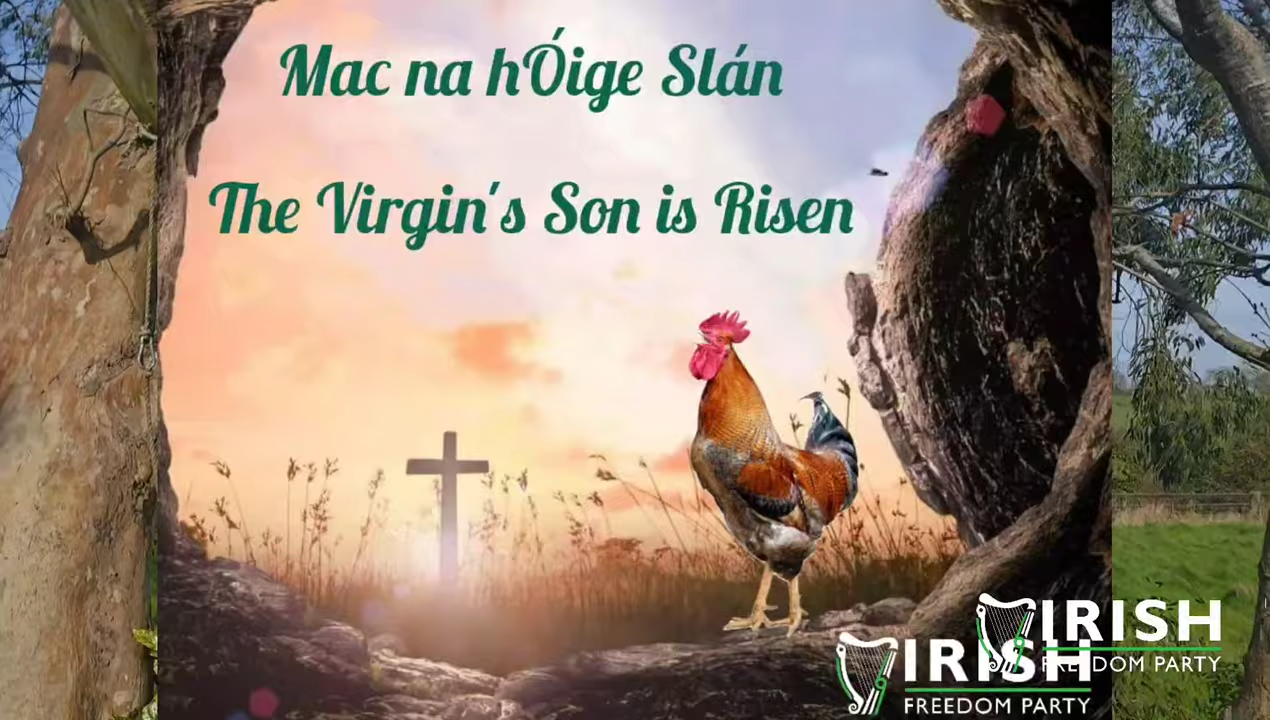 Mac na hÓige Slán
The Virgin's Son is Risen
IRISH
FREEDOM PARTY
IRISH
FREEDOM PARTY